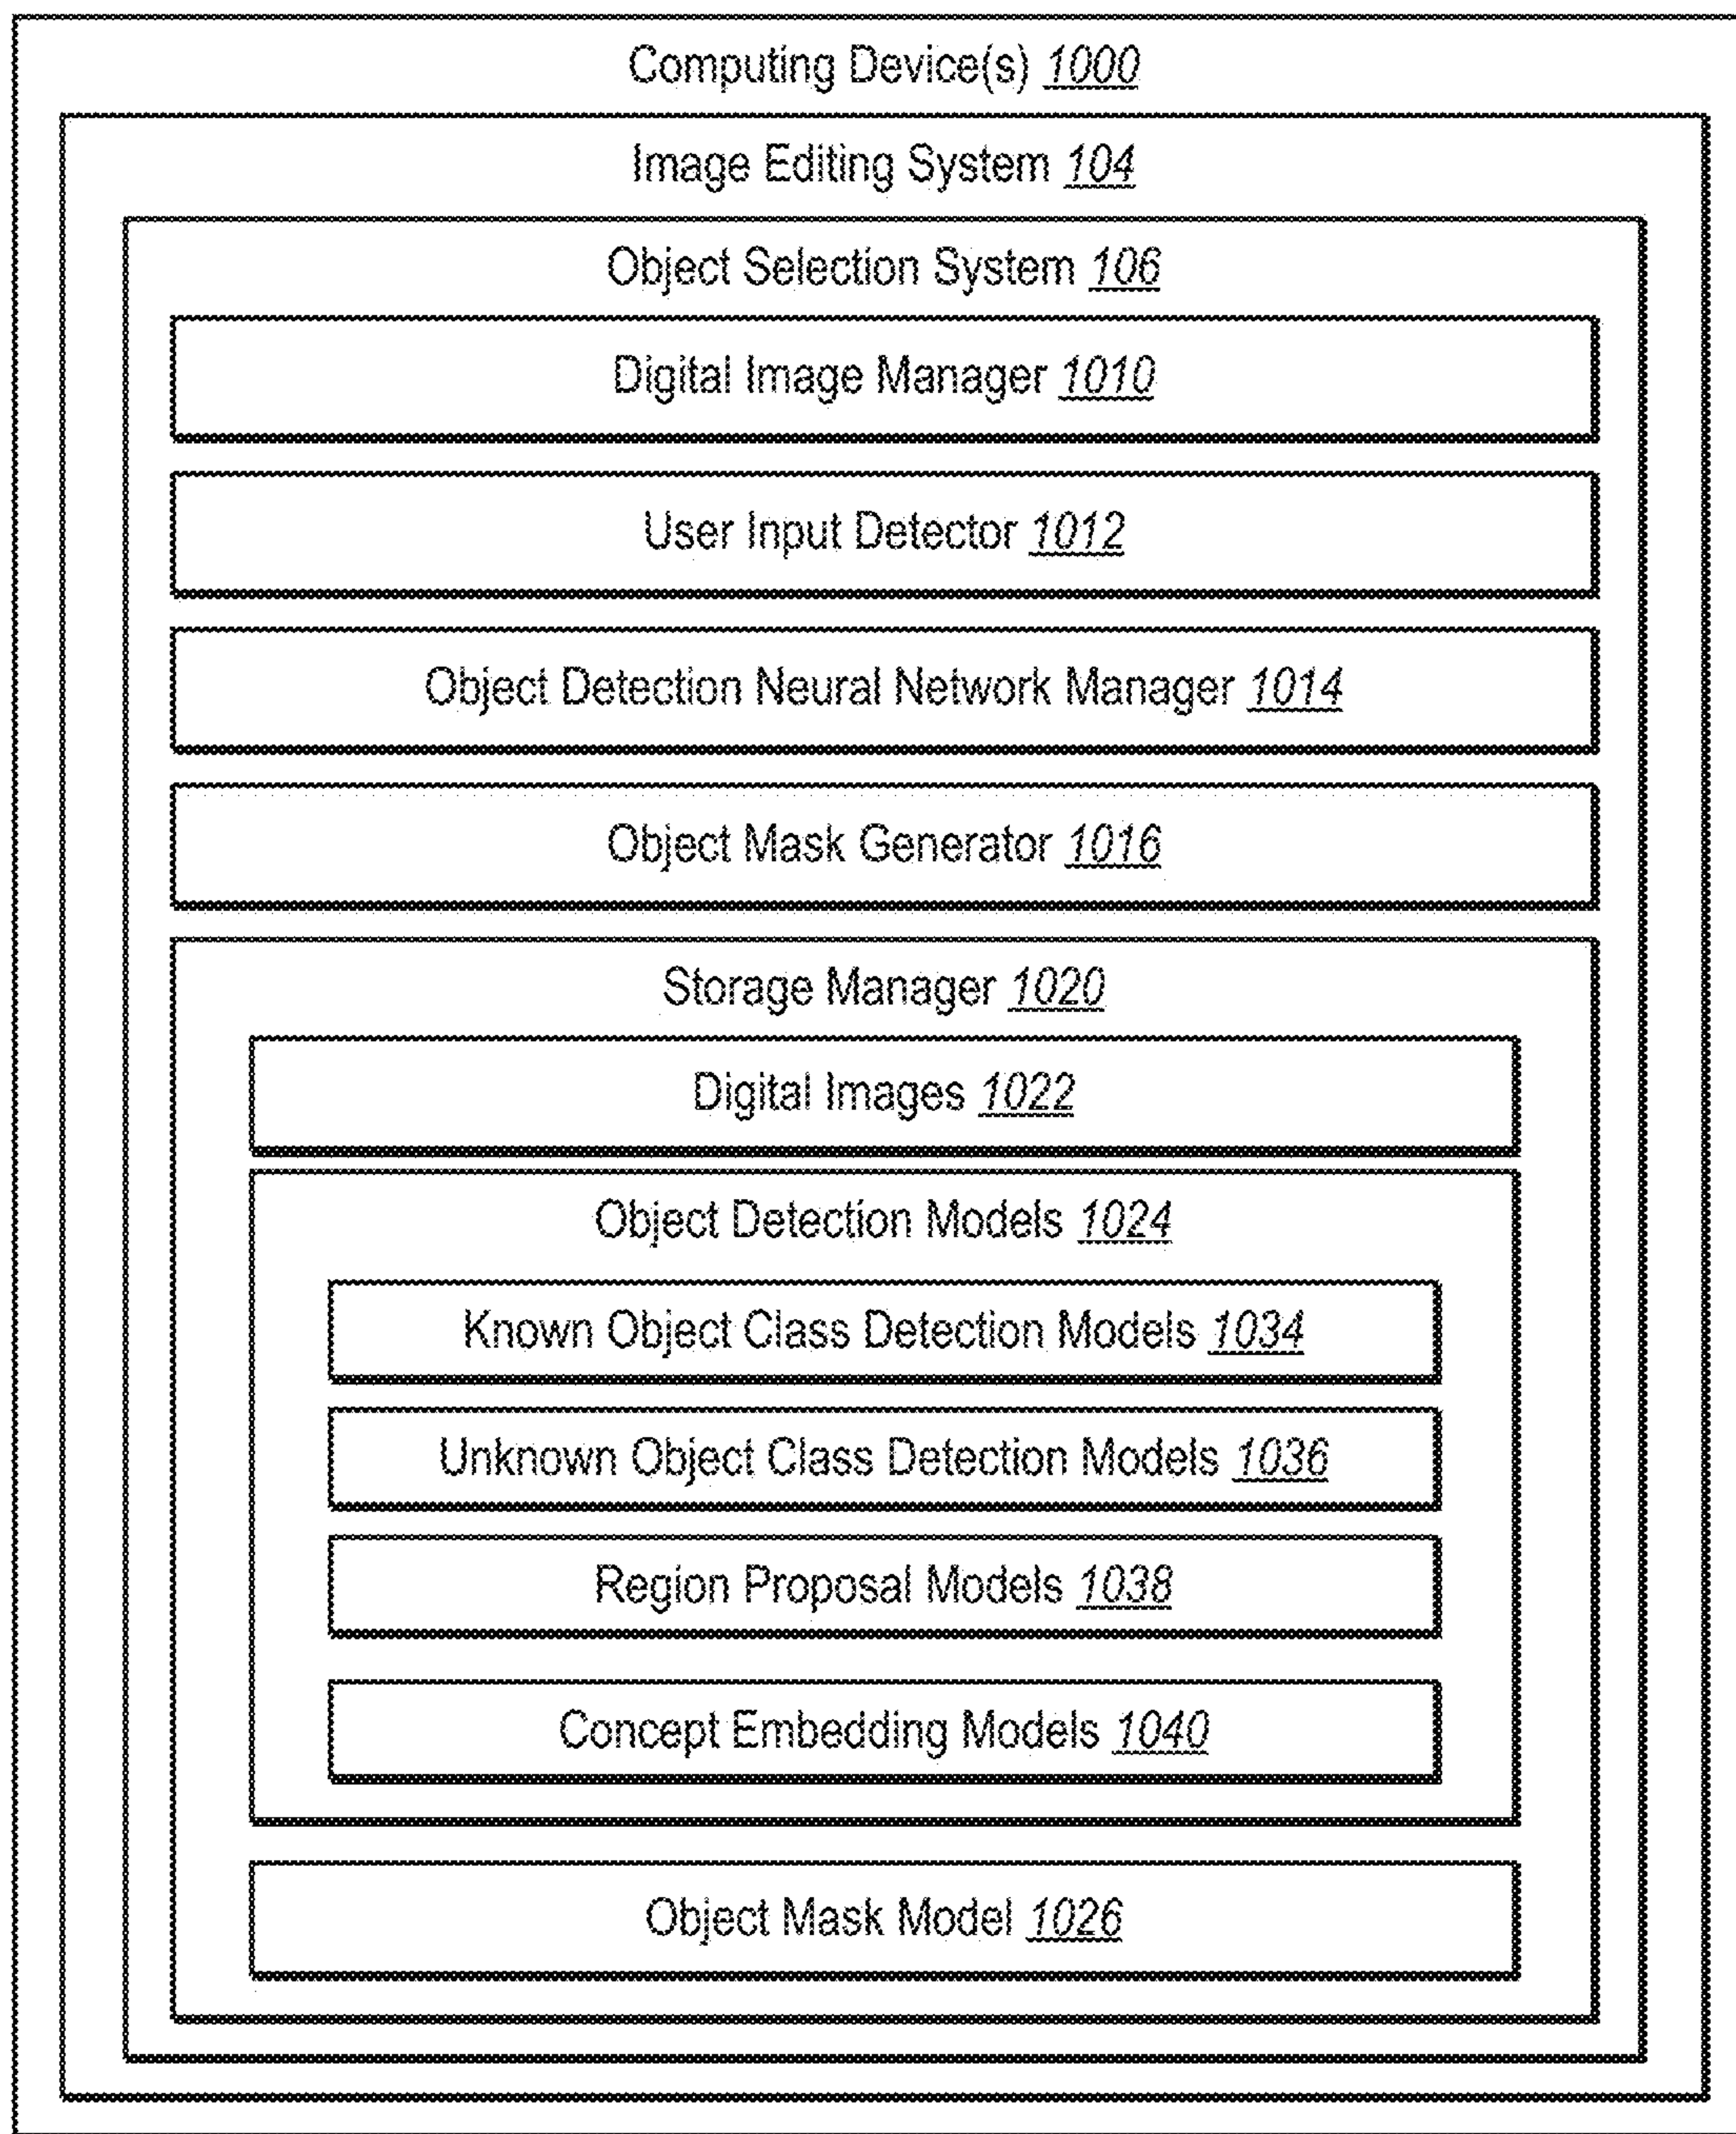 Computing Device(s) 1000
Image Editing System 104
Object Selection System 106
Digital Image Manager 1010
User Input Detector 1012
Object Detection Neural Network Manager 1014
Object Mask Generator 1016
Storage Manager 1020
Digital Images 1022
Object Detection Models 1024
Known Object Class Detection Models 1034
Unknown Object Class Detection Models 1036
Region Proposal Models 1038
Concept Embedding Models 1040
Object Mask Model 1026